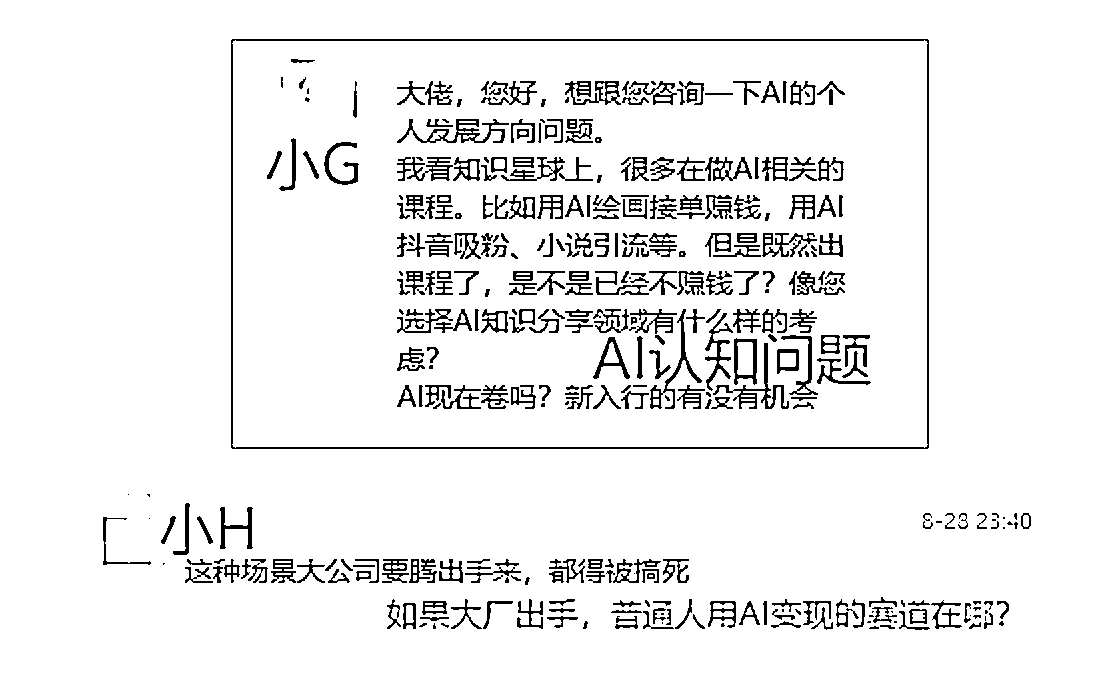 小G
大佬，您好，想跟您咨询一下AI的个
人发展方向问题。
我看知识星球上，很多在做AI相关的
课程。比如用AI绘画接单赚钱，用AI
抖音吸粉、小说引流等。但是既然出
课程了，是不是已经不赚钱了？像您
选择AI知识分享领域有什么样的考
虑？
AI认知问题
AI现在卷吗？新入行的有没有机会
小H
8-28 23:40
这种场景大公司要腾出手来，都得被搞死
如果大厂出手，普通人用AI变现的赛道在哪？